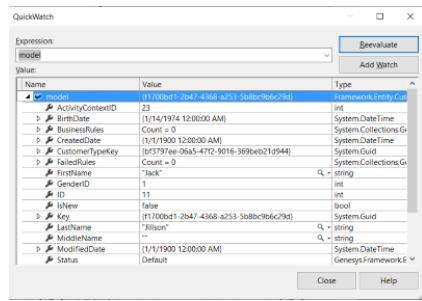 QuickWatch
Expression:
model
Reevaluate
Add Watch
Value:
Name Value Type
model {f1700bd1-2b47-4368-a253-5b8bc9b6c29d} Framework.Entity.Cus
ActivityContextID 23 int
BirthDate {1/14/1974 12:00:00 AM} System.DateTime
BusinessRules Count = 0 System.Collections.Ge
CreatedDate {1/1/1900 12:00:00 AM} System.DateTime
CustomerTypeKey {bf3797ee-06a5-47f2-9016-369beb21d944} System.Guid
FailedRules Count = 0 System.Collections.Ge
FirstName "Jack" string
GenderID 1 int
ID 11 int
IsNew false bool
Key {f1700bd1-2b47-4368-a253-5b8bc9b6c29d} System.Guid
LastName "Jillson" string
MiddleName "" string
ModifiedDate {1/1/1900 12:00:00 AM} System.DateTime
Status Default Genesys.Framework.E
Close
Help